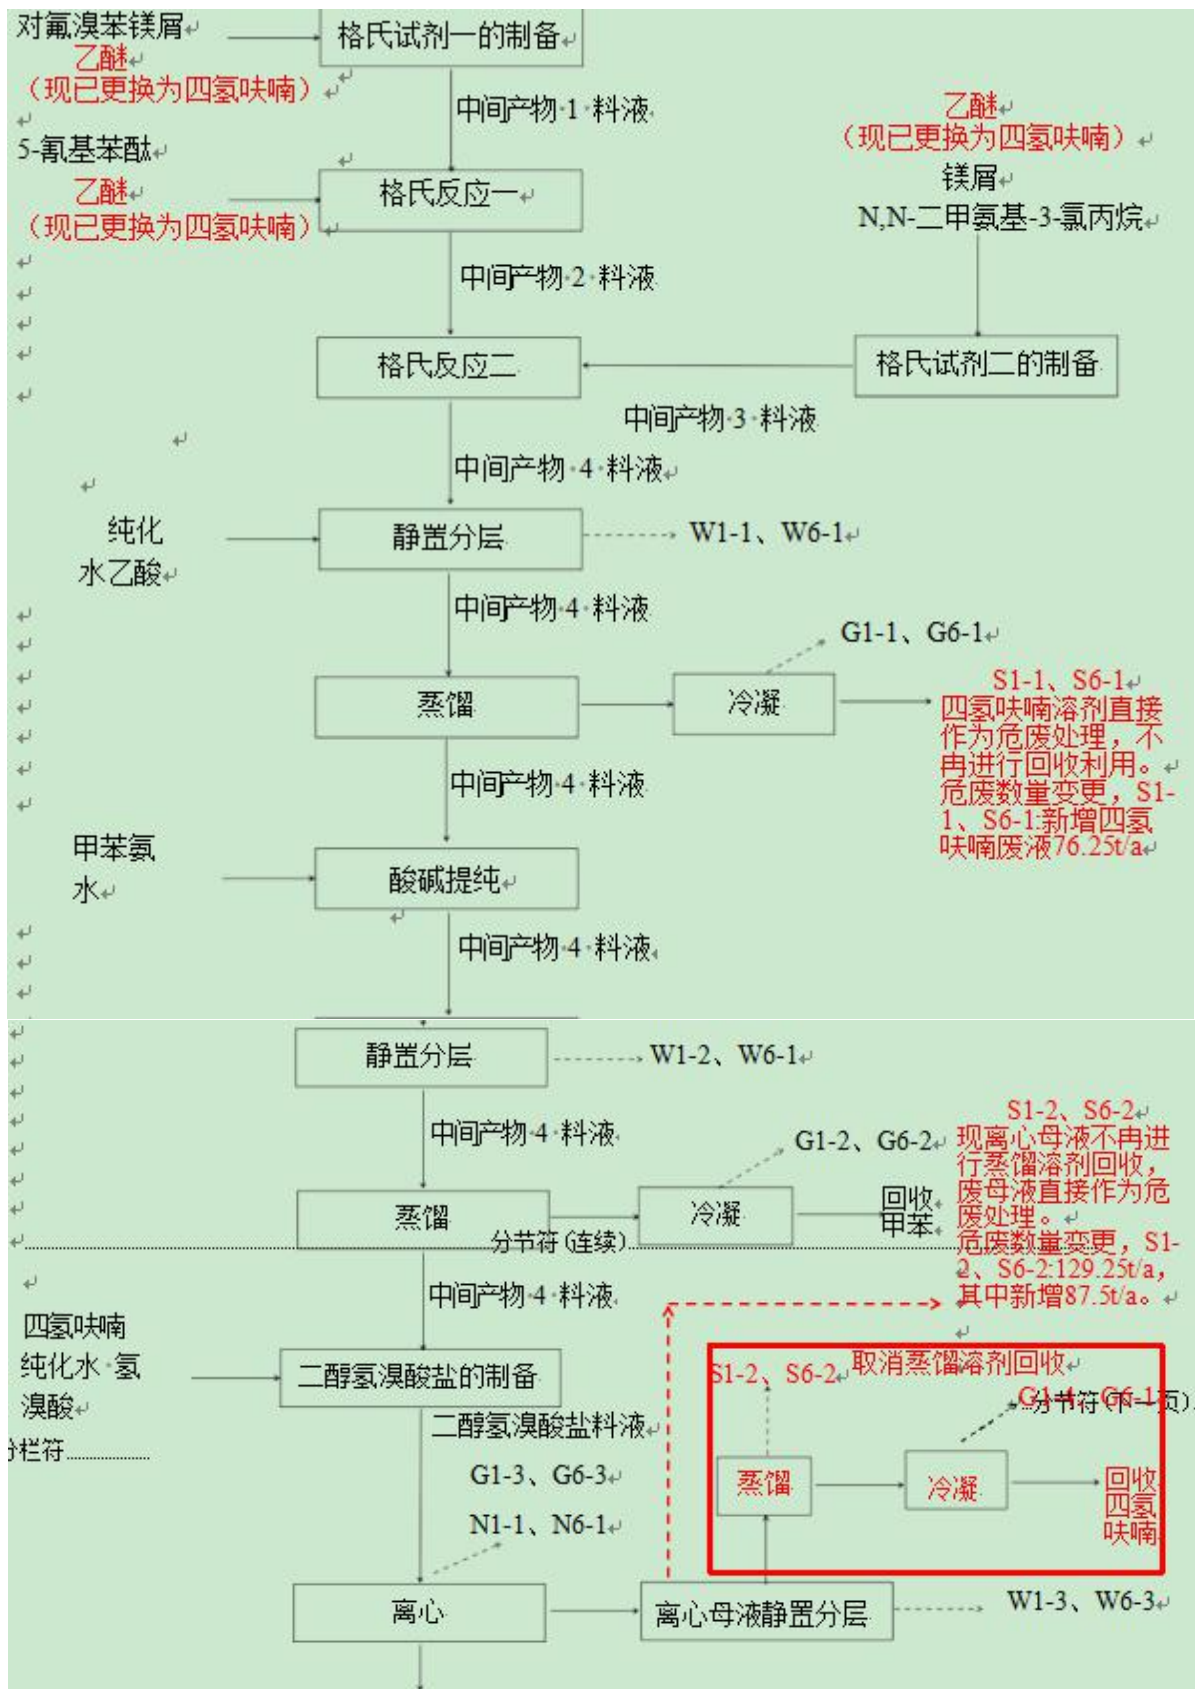 对氟溴苯镁屑
乙醚
（现已更换为四氢呋喃）
格氏试剂一的制备
中间产物·1·料液
5-氰基苯酞
乙醚
（现已更换为四氢呋喃）
格氏反应一
乙醚
（现已更换为四氢呋喃）
镁屑
N,N-二甲氨基-3-氯丙烷
中间产物·2·料液
格氏反应二
格氏试剂二的制备
中间产物·3·料液
中间产物·4·料液
纯化
水乙酸
静置分层
W1-1、W6-1
中间产物·4·料液
G1-1、G6-1
蒸馏
冷凝
S1-1、S6-1
四氢呋喃溶剂直接
作为危废处理，不
再进行回收利用。
危废数量变更，S1-
1、S6-1:新增四氢
呋喃废液76.25t/a
中间产物·4·料液
甲苯氨
水
酸碱提纯
中间产物·4·料液
静置分层
W1-2、W6-1
中间产物·4·料液
G1-2、G6-2
蒸馏
冷凝
回收
甲苯
S1-2、S6-2
现离心母液不再进
行蒸馏溶剂回收，
废母液直接作为危
废处理。
危废数量变更，S1-
2、S6-2:129.25t/a，
其中新增87.5t/a。
分节符(连续)
中间产物·4·料液
四氢呋喃
纯化水·氢
溴酸
二醇氢溴酸盐的制备
分栏符
二醇氢溴酸盐料液
G1-3、G6-3
N1-1、N6-1
S1-2、S6-2
取消蒸馏溶剂回收
G1-4、G6-1
分节符(下一页)
蒸馏
冷凝
回收
四氢
呋喃
离心
离心母液静置分层
W1-3、W6-3